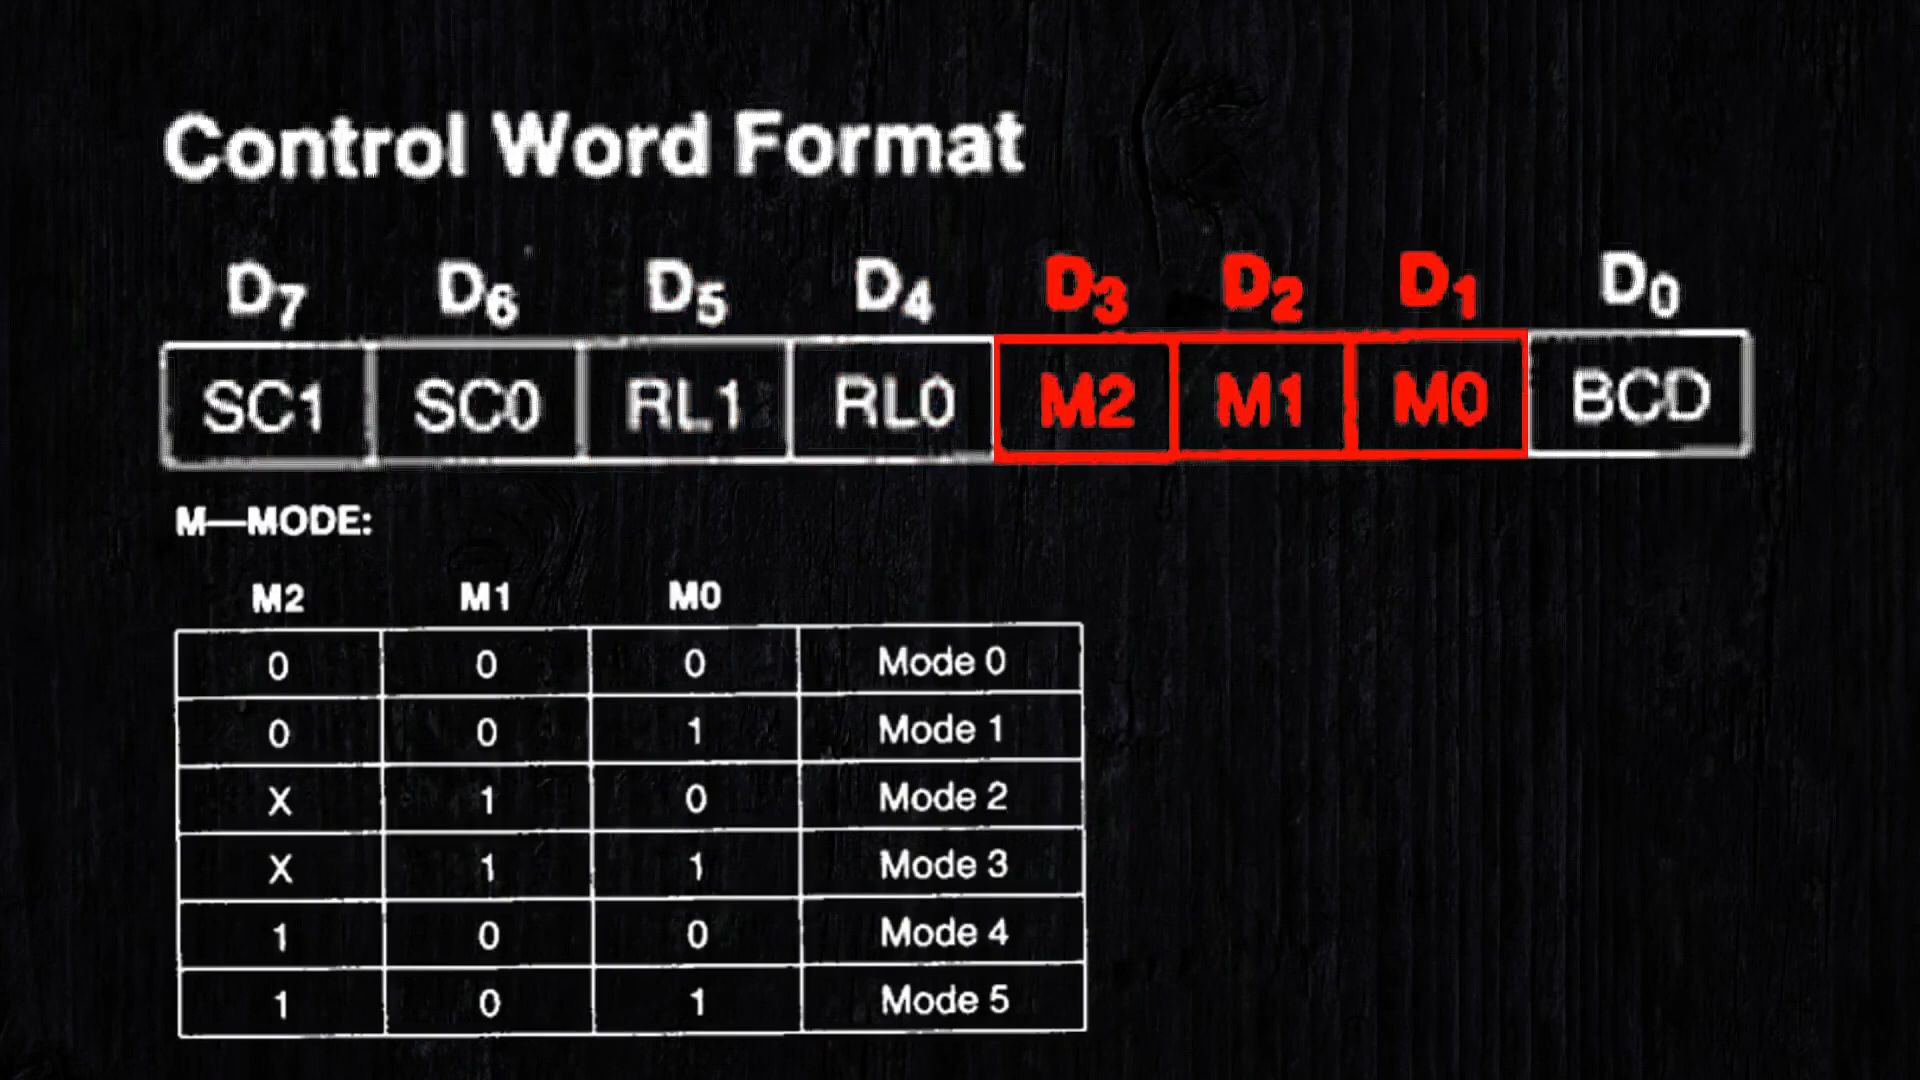 Control Word Format
D7 D6 D5 D4 D3 D2 D1 D0
SC1 SC0 RL1 RL0 M2 M1 M0 BCD
M—MODE:
M2 M1 M0
0 0 0 Mode 0
0 0 1 Mode 1
X 1 0 Mode 2
X 1 1 Mode 3
1 0 0 Mode 4
1 0 1 Mode 5